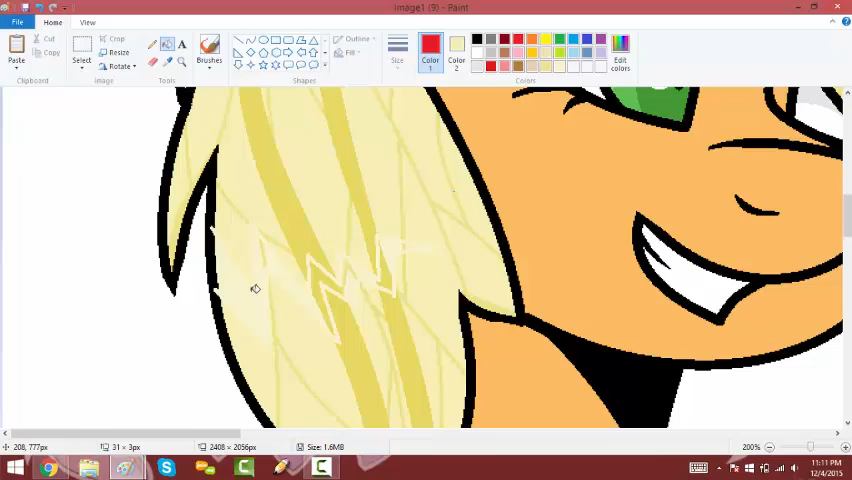 Image1 (9) - Paint
File
Home
View
Paste
Cut
Copy
Clipboard
Select
Crop
Resize
Rotate
Image
Tools
A
Brushes
Shapes
Outline
Fill
Size
Color 1
Color 2
Edit colors
Colors
208, 777px
31 × 3px
2408 × 2056px
Size: 1.6MB
200%
11:11 PM
12/4/2015